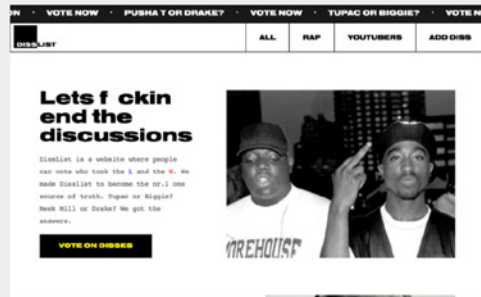 ON · VOTE NOW · PUSHA T OR DRAKE? · VOTE NOW · TUPAC OR BIGGIE? · VOTE N
DISSLIST
ALL
RAP
YOUTUBERS
ADD DISS
Lets f ckin
end the
discussions
Disslist is a website where people
can vote who took the L and the W. We
made Disslist to become the nr.1 one
source of truth. Tupac or Biggie?
Meek Mill or Drake? We got the
answers.
VOTE ON DISSES
MOREHOUSE